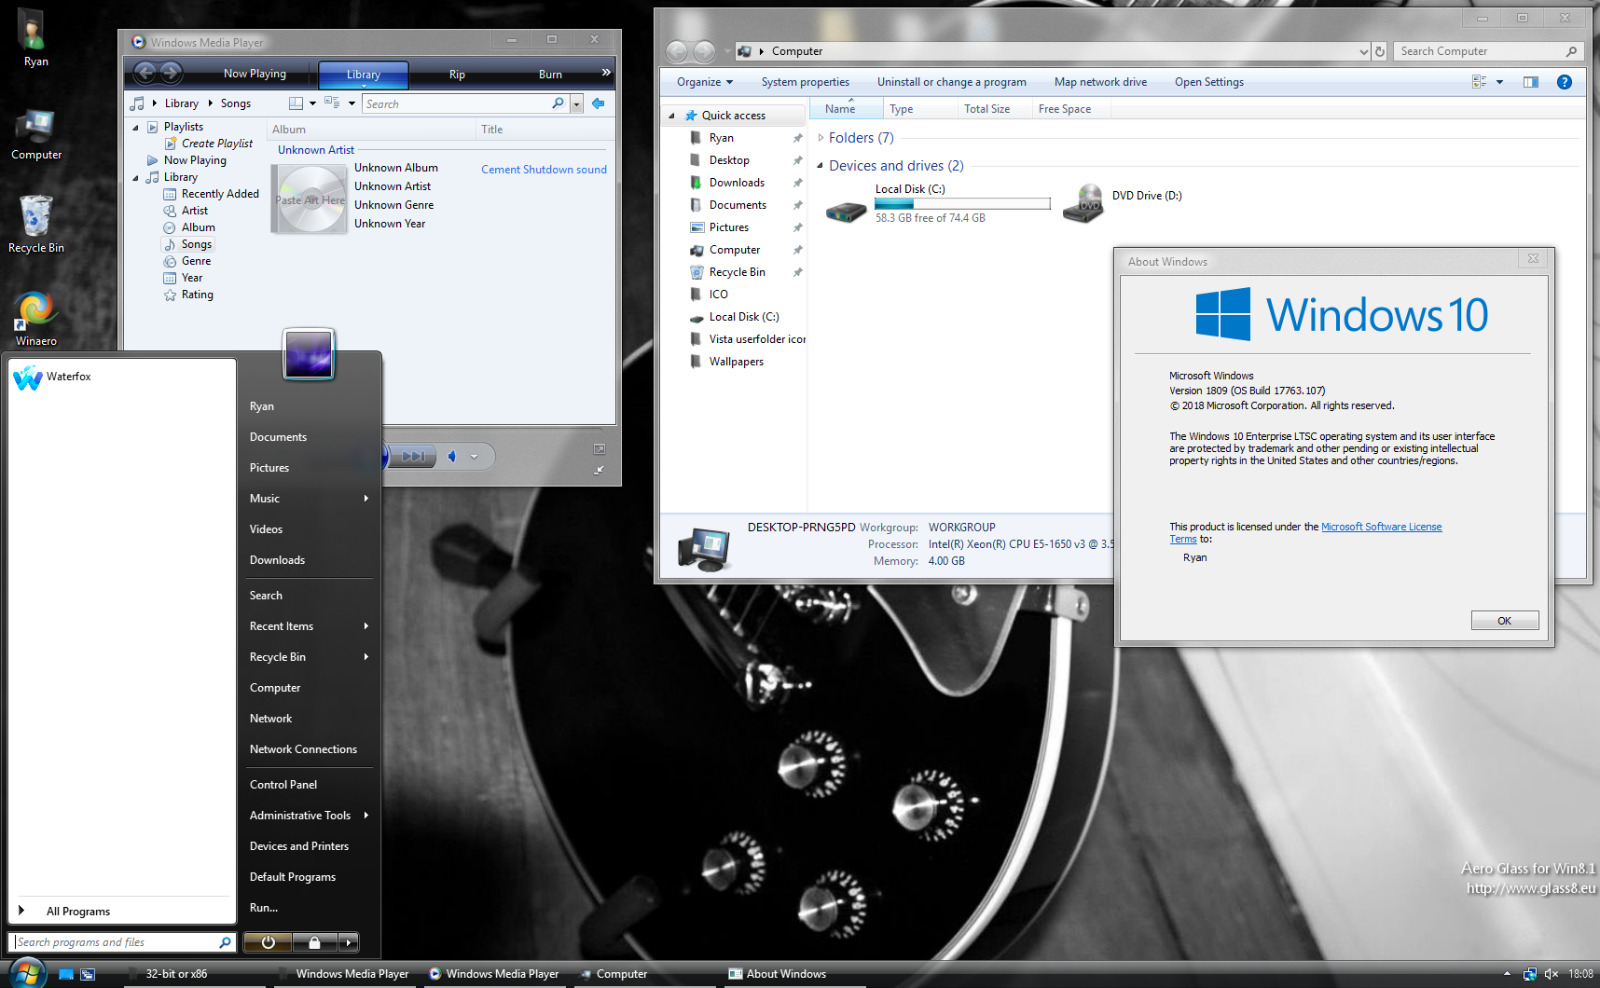 Ryan
Computer
Recycle Bin
Winaero
Windows Media Player
Now Playing
Library
Rip
Burn
»
Library
Songs
Search
Playlists
Create Playlist
Now Playing
Library
Recently Added
Artist
Album
Songs
Genre
Year
Rating
Album
Title
Unknown Artist
Paste Art Here
Unknown Album
Unknown Artist
Unknown Genre
Unknown Year
Cement Shutdown sound
Computer
Search Computer
Organize
System properties
Uninstall or change a program
Map network drive
Open Settings
Quick access
Ryan
Desktop
Downloads
Documents
Pictures
Computer
Recycle Bin
ICO
Local Disk (C:)
Vista userfolder icor
Wallpapers
Name
Type
Total Size
Free Space
Folders (7)
Devices and drives (2)
Local Disk (C:)
58.3 GB free of 74.4 GB
DVD
DVD Drive (D:)
DESKTOP-PRNG5PD
Workgroup: WORKGROUP
Processor: Intel(R) Xeon(R) CPU E5-1650 v3 @ 3.5
Memory: 4.00 GB
About Windows
Windows 10
Microsoft Windows
Version 1809 (OS Build 17763.107)
© 2018 Microsoft Corporation. All rights reserved.
The Windows 10 Enterprise LTSC operating system and its user interface
are protected by trademark and other pending or existing intellectual
property rights in the United States and other countries/regions.
This product is licensed under the Microsoft Software License
Terms to:
Ryan
OK
Waterfox
All Programs
Search programs and files
Ryan
Documents
Pictures
Music
Videos
Downloads
Search
Recent Items
Recycle Bin
Computer
Network
Network Connections
Control Panel
Administrative Tools
Devices and Printers
Default Programs
Run...
Aero Glass for Win8.1
http://www.glass8.eu
32-bit or x86
Windows Media Player
Windows Media Player
Computer
About Windows
18:08